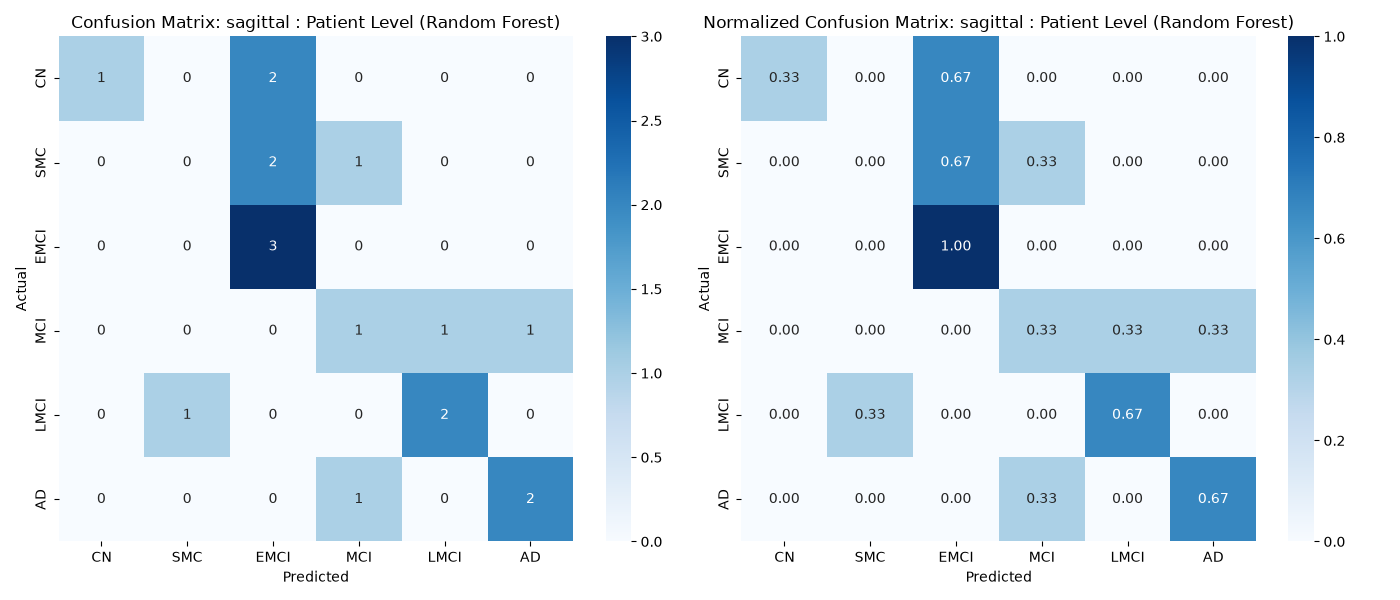 Confusion Matrix: sagittal : Patient Level (Random Forest)
CN 1 0 2 0 0 0
SMC 0 0 2 1 0 0
EMCI 0 0 3 0 0 0
MCI 0 0 0 1 1 1
LMCI 0 1 0 0 2 0
AD 0 0 0 1 0 2
CN SMC EMCI MCI LMCI AD
Predicted
Actual
3.0
2.5
2.0
1.5
1.0
0.5
0.0
Normalized Confusion Matrix: sagittal : Patient Level (Random Forest)
CN 0.33 0.00 0.67 0.00 0.00 0.00
SMC 0.00 0.00 0.67 0.33 0.00 0.00
EMCI 0.00 0.00 1.00 0.00 0.00 0.00
MCI 0.00 0.00 0.00 0.33 0.33 0.33
LMCI 0.00 0.33 0.00 0.00 0.67 0.00
AD 0.00 0.00 0.00 0.33 0.00 0.67
CN SMC EMCI MCI LMCI AD
Predicted
Actual
1.0
0.8
0.6
0.4
0.2
0.0